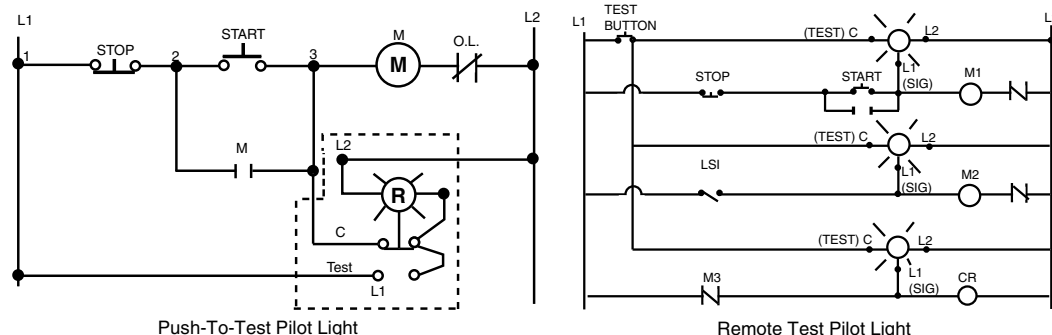 L1
L2
STOP
START
M
O.L.
1
2
3
M
M
L2
R
C
Test
L1
Push-To-Test Pilot Light
TEST
BUTTON
L1
L
(TEST) C
L2
L1
(SIG)
STOP
START
M1
(TEST) C
L2
L1
(SIG)
LSI
M2
(TEST) C
L2
L1
(SIG)
M3
CR
Remote Test Pilot Light